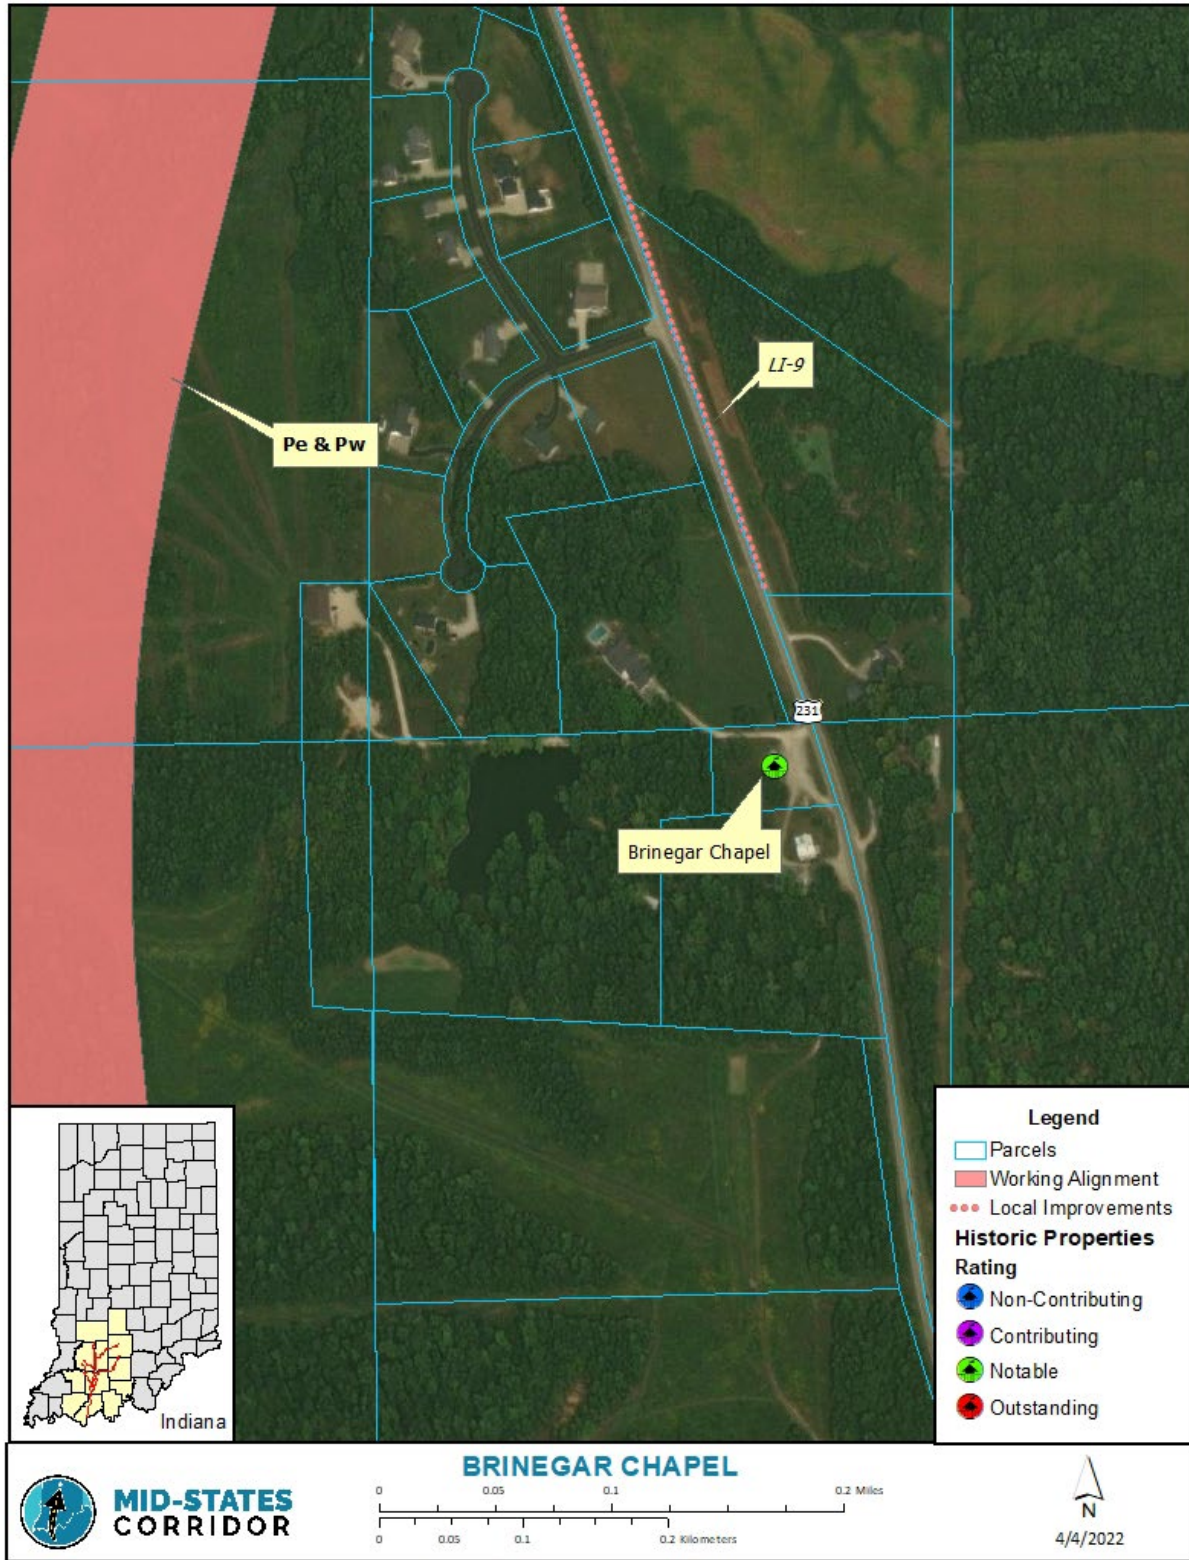 LI-9
Pe & Pw
231
Brinegar Chapel
Legend
Parcels
Working Alignment
Local Improvements
Historic Properties
Rating
Non-Contributing
Contributing
Notable
Outstanding
Indiana
MID-STATES
CORRIDOR
BRINEGAR CHAPEL
0 0.05 0.1 0.2 Miles
0 0.05 0.1 0.2 Kilometers
N
4/4/2022